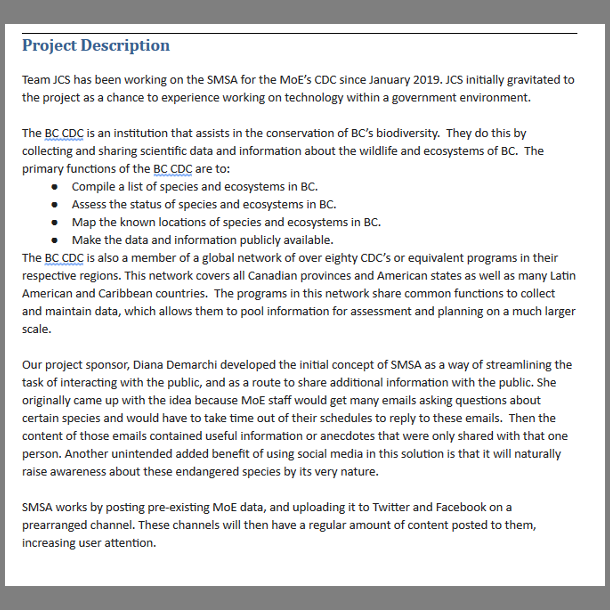 Project Description
Team JCS has been working on the SMSA for the MoE's CDC since January 2019. JCS initially gravitated to
the project as a chance to experience working on technology within a government environment.
The BC CDC is an institution that assists in the conservation of BC's biodiversity.  They do this by
collecting and sharing scientific data and information about the wildlife and ecosystems of BC.  The
primary functions of the BC CDC are to:
● Compile a list of species and ecosystems in BC.
● Assess the status of species and ecosystems in BC.
● Map the known locations of species and ecosystems in BC.
● Make the data and information publicly available.
The BC CDC is also a member of a global network of over eighty CDC's or equivalent programs in their
respective regions. This network covers all Canadian provinces and American states as well as many Latin
American and Caribbean countries.  The programs in this network share common functions to collect
and maintain data, which allows them to pool information for assessment and planning on a much larger
scale.
Our project sponsor, Diana Demarchi developed the initial concept of SMSA as a way of streamlining the
task of interacting with the public, and as a route to share additional information with the public. She
originally came up with the idea because MoE staff would get many emails asking questions about
certain species and would have to take time out of their schedules to reply to these emails.  Then the
content of those emails contained useful information or anecdotes that were only shared with that one
person. Another unintended added benefit of using social media in this solution is that it will naturally
raise awareness about these endangered species by its very nature.
SMSA works by posting pre-existing MoE data, and uploading it to Twitter and Facebook on a
prearranged channel. These channels will then have a regular amount of content posted to them,
increasing user attention.